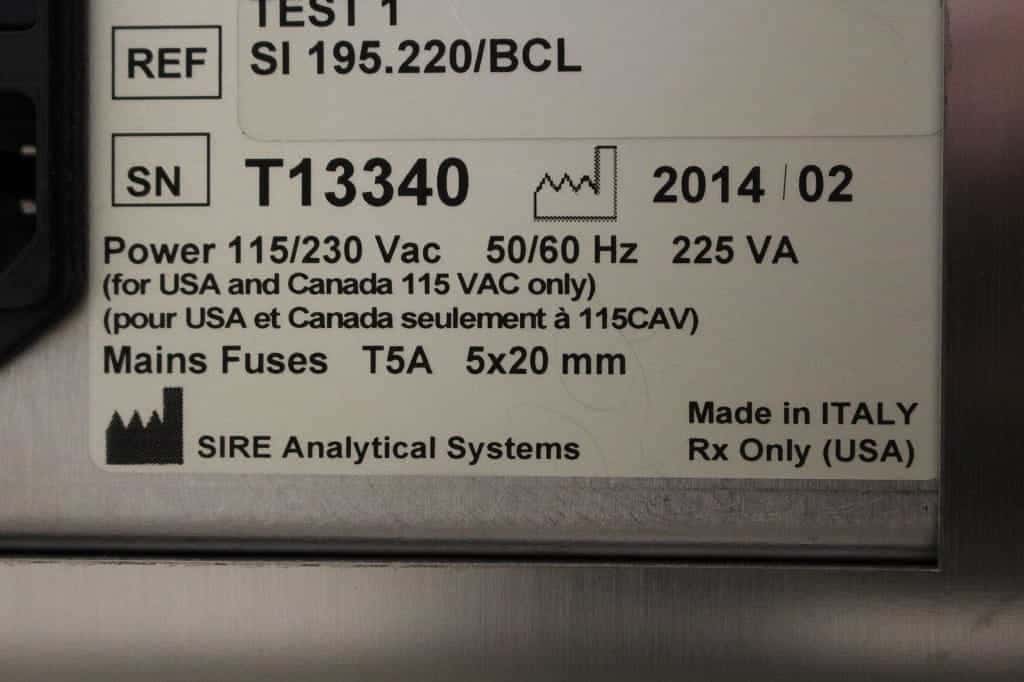 TEST 1
REF SI 195.220/BCL
SN T13340 2014/02
Power 115/230 Vac 50/60 Hz 225 VA
(for USA and Canada 115 VAC only)
(pour USA et Canada seulement à 115CAV)
Mains Fuses T5A 5x20 mm
Made in ITALY
SIRE Analytical Systems Rx Only (USA)